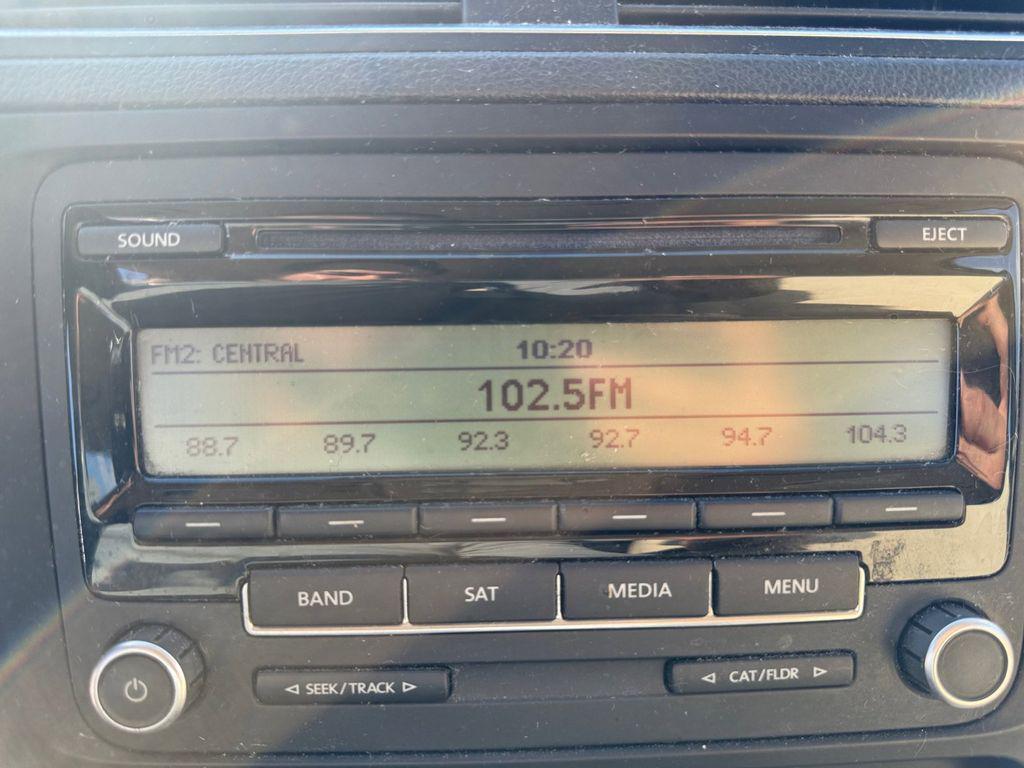 SOUND EJECT
FM2: CENTRAL 10:20
102.5FM
88.7 89.7 92.3 92.7 94.7 104.3
BAND SAT MEDIA MENU
SEEK/TRACK CAT/FLDR